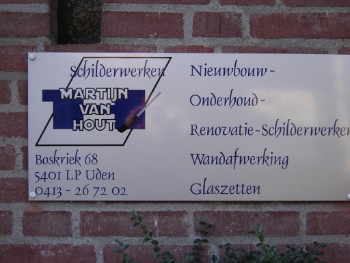 Schilderwerken
MARTIJN
VAN
HOUT
Boskriek 68
5401 LP Uden
0413 - 26 72 02
Nieuwbouw -
Onderhoud -
Renovatie-Schilderwerken
Wandafwerking
Glaszetten